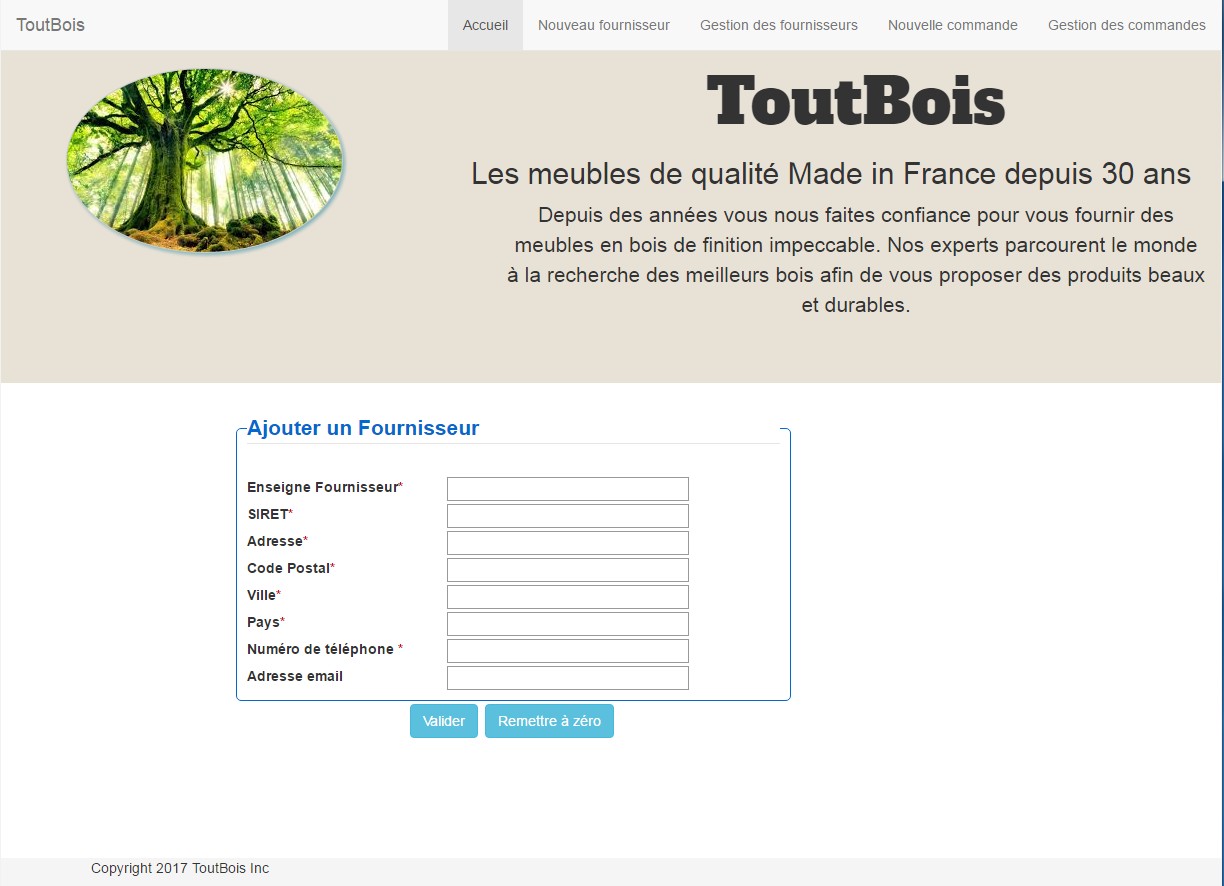 ToutBois
Accueil
Nouveau fournisseur
Gestion des fournisseurs
Nouvelle commande
Gestion des commandes
ToutBois
Les meubles de qualité Made in France depuis 30 ans
Depuis des années vous nous faites confiance pour vous fournir des
meubles en bois de finition impeccable. Nos experts parcourent le monde
à la recherche des meilleurs bois afin de vous proposer des produits beaux
et durables.
Ajouter un Fournisseur
Enseigne Fournisseur*
SIRET*
Adresse*
Code Postal*
Ville*
Pays*
Numéro de téléphone *
Adresse email
Valider
Remettre à zéro
Copyright 2017 ToutBois Inc